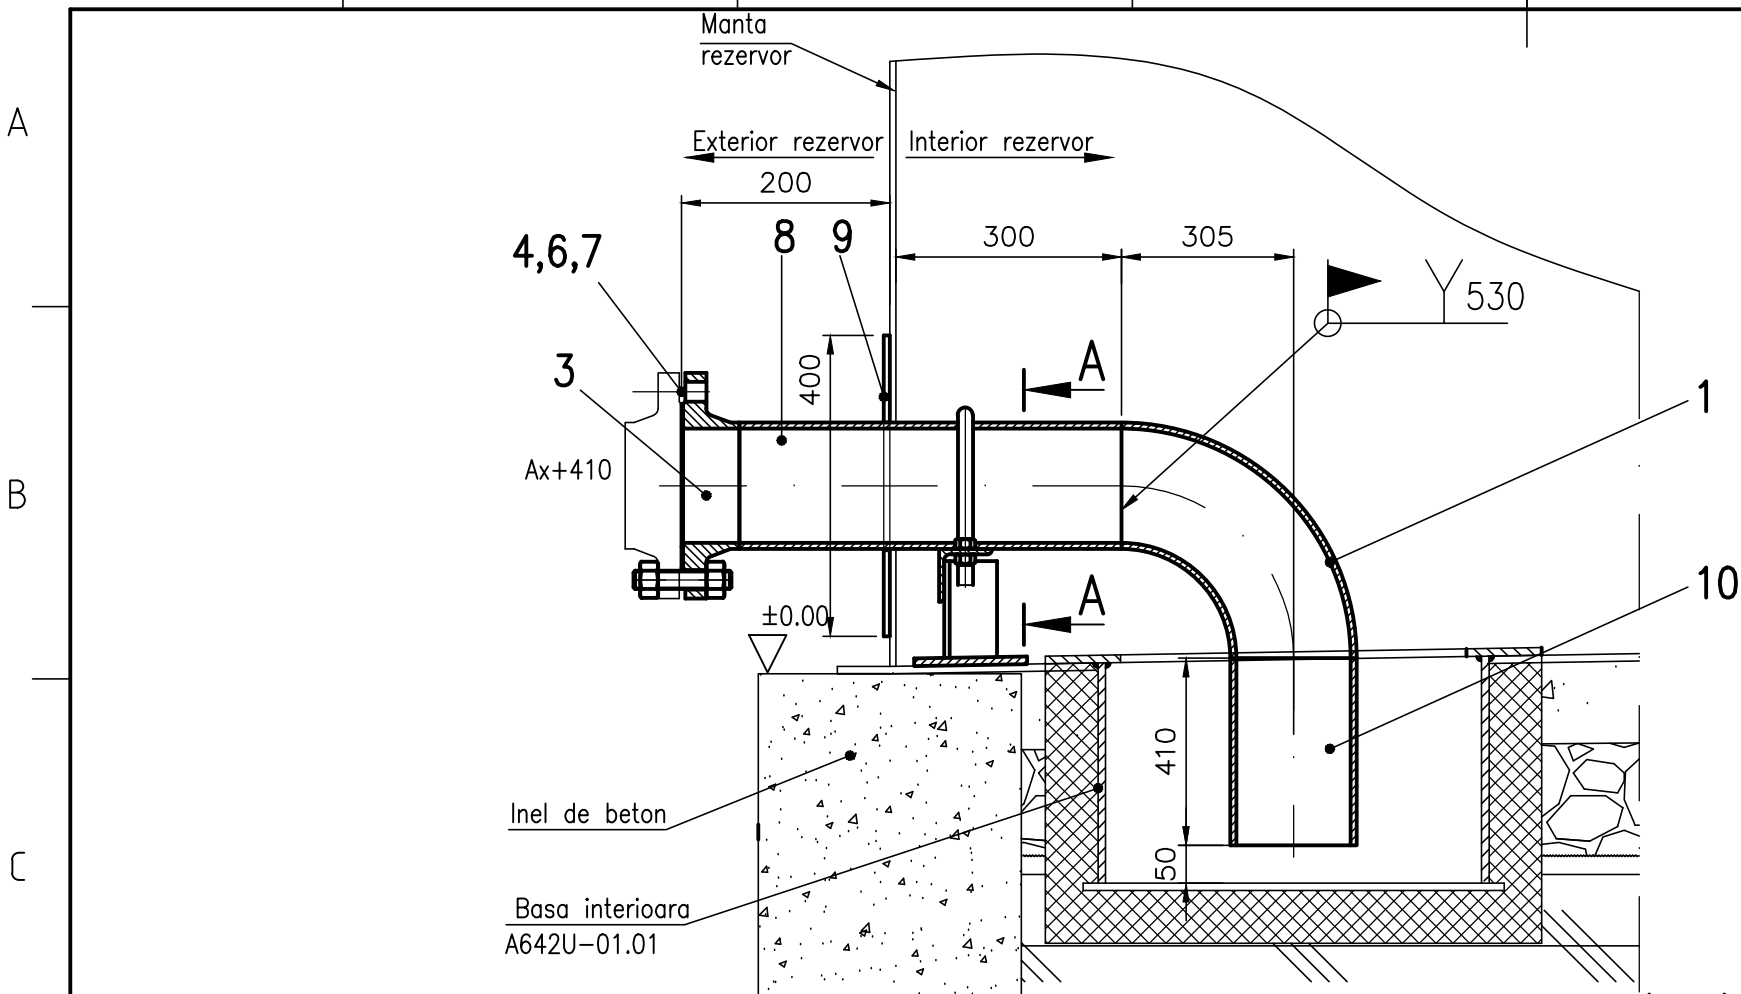 Manta
rezervor
A
Exterior rezervor
Interior rezervor
200
8
9
300
305
4,6,7
530
400
A
3
1
Ax+410
B
10
A
±0.00
410
Inel de beton
50
C
Basa interioara
A642U-01.01